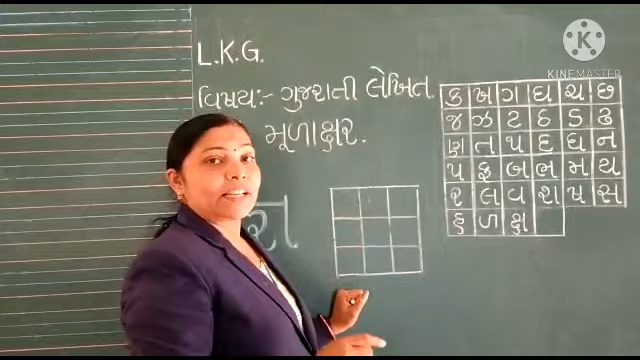 L.K.G.
વિષય:- ગુજરાતી લેખિત.
મૂળાક્ષર.
ક ખ ગ ઘ ચ છ
જ ઝ ટ ઠ ડ ઢ
ણ ત થ દ ધ ન
પ ફ બ ભ મ ય
ર લ વ શ ષ સ
હ ળ ક્ષ
KINEMASTER